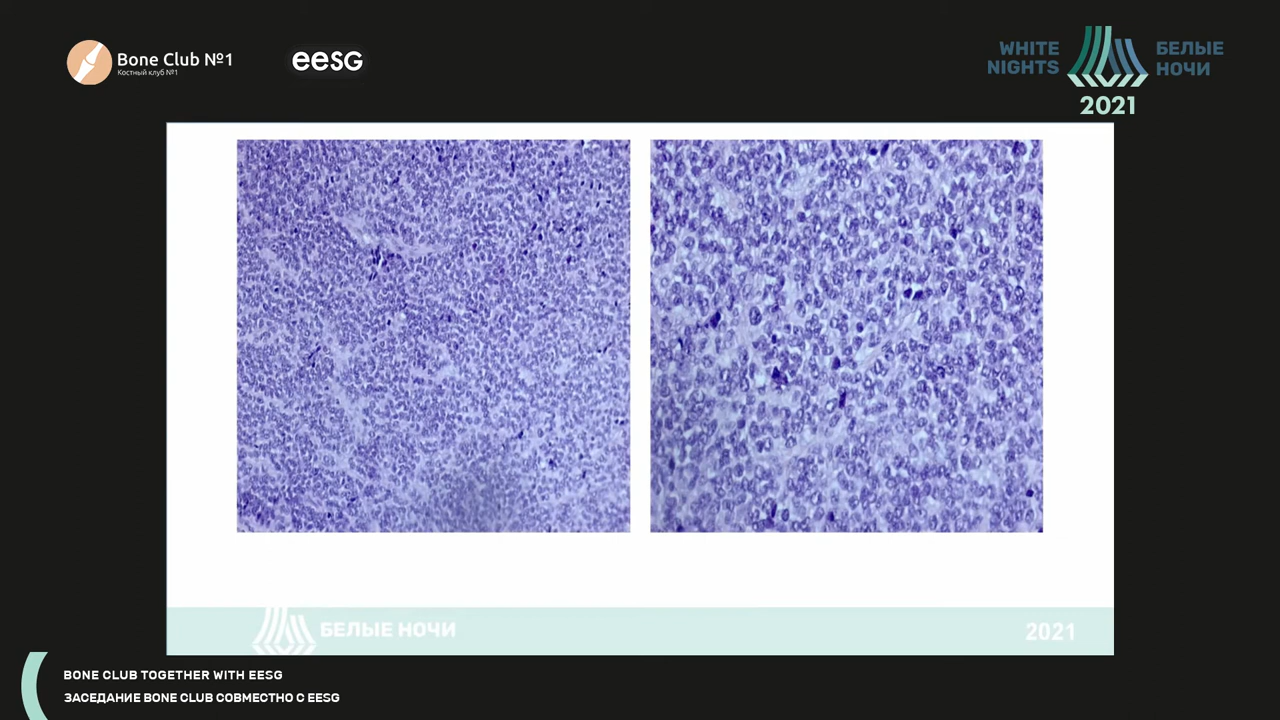 Bone Club №1
Костный клуб №1
eesg
WHITE
NIGHTS
БЕЛЫЕ
НОЧИ
2021
БЕЛЫЕ НОЧИ
2021
BONE CLUB TOGETHER WITH EESG
ЗАСЕДАНИЕ BONE CLUB СОВМЕСТНО С EESG